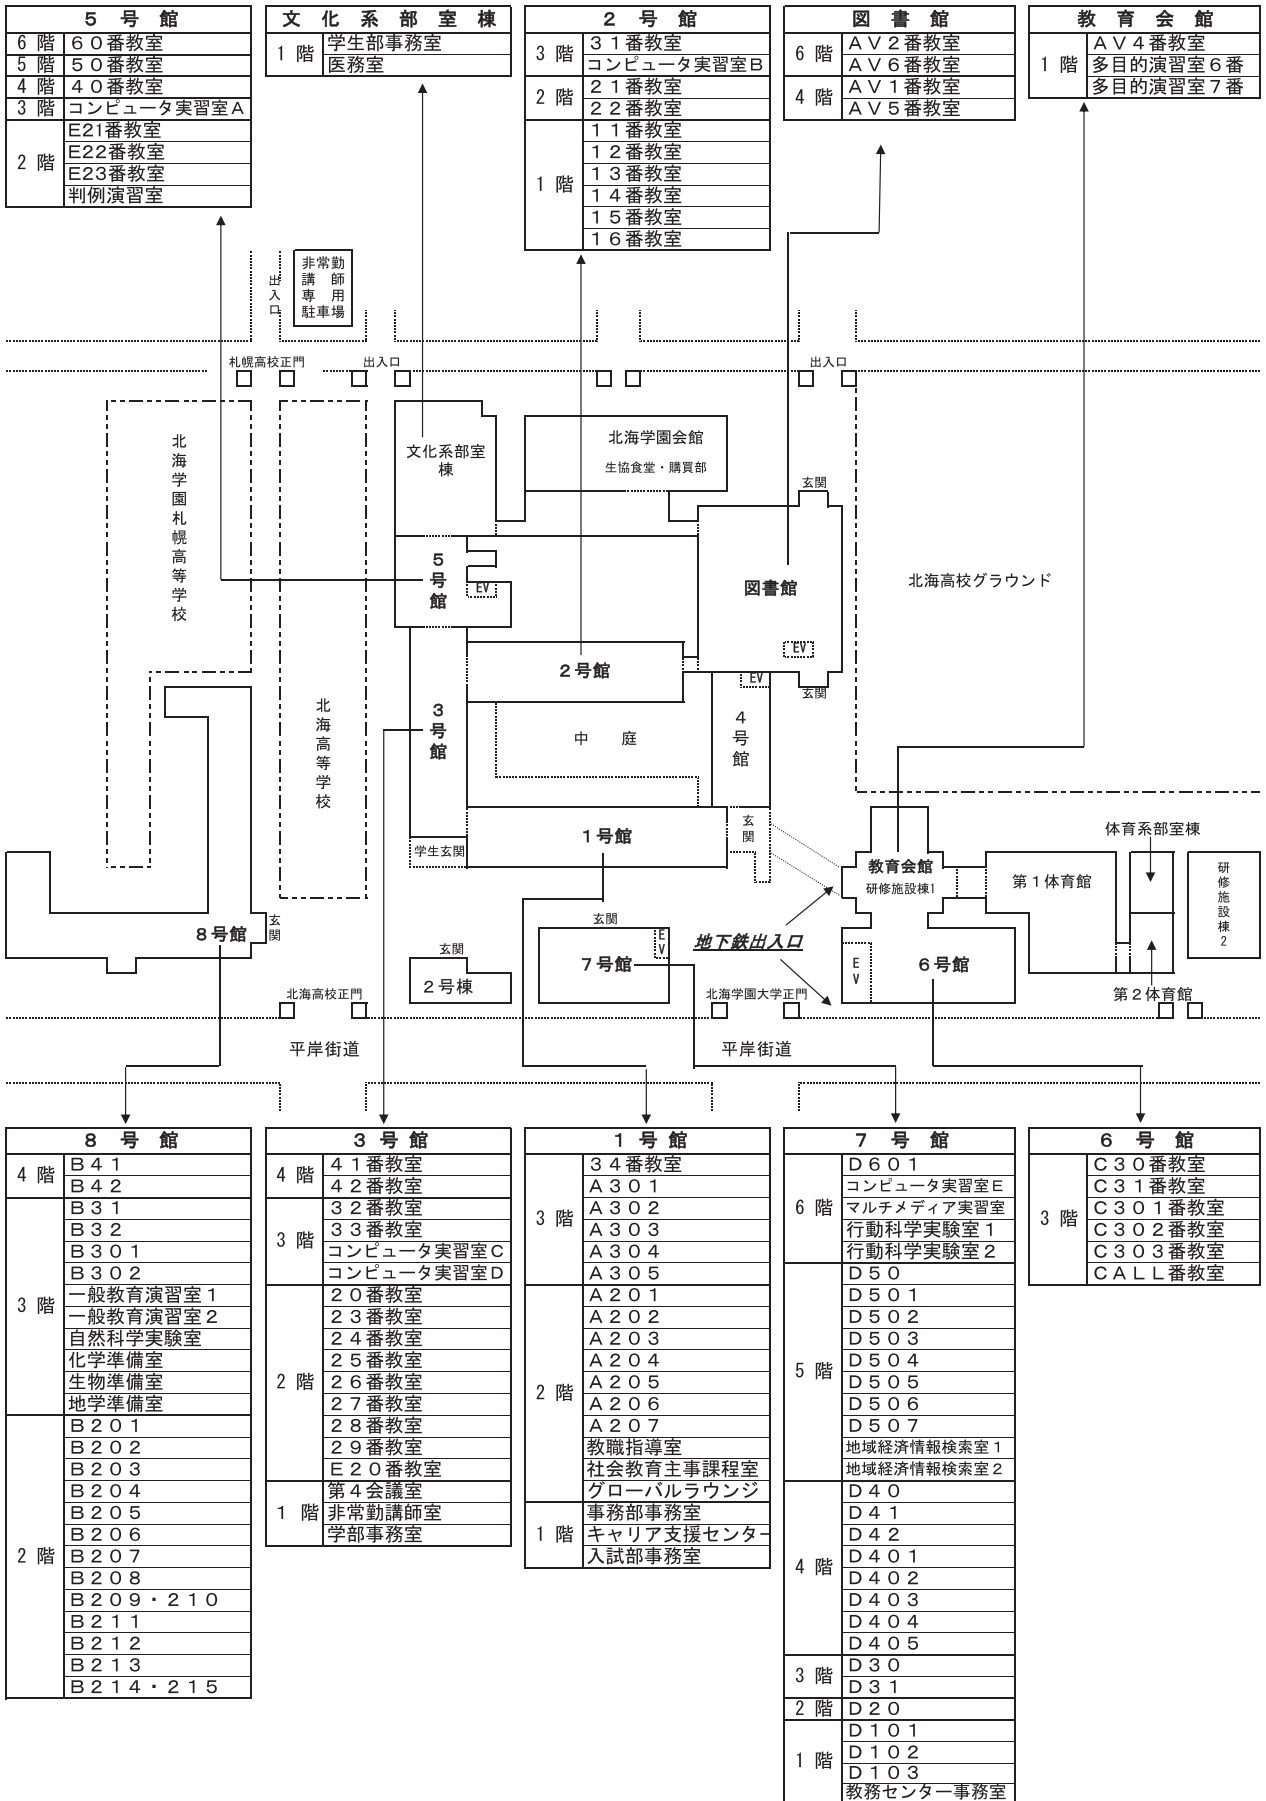 ５号館
６階
６０番教室
５階
５０番教室
４階
４０番教室
３階
コンピュータ実習室Ａ
２階
E21番教室
E22番教室
E23番教室
判例演習室
文化系部室棟
１階
学生部事務室
医務室
２号館
３階
３１番教室
コンピュータ実習室Ｂ
２階
２１番教室
２２番教室
１階
１１番教室
１２番教室
１３番教室
１４番教室
１５番教室
１６番教室
図書館
６階
ＡＶ２番教室
ＡＶ６番教室
４階
ＡＶ１番教室
ＡＶ５番教室
教育会館
１階
ＡＶ４番教室
多目的演習室６番
多目的演習室７番
出入口
非常勤
講師
専用
駐車場
札幌高校正門
出入口
出入口
北海学園札幌高等学校
文化系部室
棟
北海学園会館
生協食堂・購買部
玄関
５号館
EV
図書館
北海高校グラウンド
EV
２号館
EV
玄関
北海高等学校
３号館
中庭
４号館
１号館
玄関
学生玄関
体育系部室棟
教育会館
研修施設棟1
第１体育館
研修施設棟2
８号館
玄関
玄関
２号棟
玄関
EV
７号館
地下鉄出入口
EV
６号館
第２体育館
北海高校正門
北海学園大学正門
平岸街道
平岸街道
８号館
４階
Ｂ４１
Ｂ４２
３階
Ｂ３１
Ｂ３２
Ｂ３０１
Ｂ３０２
一般教育演習室１
一般教育演習室２
自然科学実験室
化学準備室
生物準備室
地学準備室
２階
Ｂ２０１
Ｂ２０２
Ｂ２０３
Ｂ２０４
Ｂ２０５
Ｂ２０６
Ｂ２０７
Ｂ２０８
Ｂ２０９・２１０
Ｂ２１１
Ｂ２１２
Ｂ２１３
Ｂ２１４・２１５
３号館
４階
４１番教室
４２番教室
３階
３２番教室
３３番教室
コンピュータ実習室Ｃ
コンピュータ実習室Ｄ
２階
２０番教室
２３番教室
２４番教室
２５番教室
２６番教室
２７番教室
２８番教室
２９番教室
Ｅ２０番教室
１階
第４会議室
非常勤講師室
学部事務室
１号館
３階
３４番教室
Ａ３０１
Ａ３０２
Ａ３０３
Ａ３０４
Ａ３０５
２階
Ａ２０１
Ａ２０２
Ａ２０３
Ａ２０４
Ａ２０５
Ａ２０６
Ａ２０７
教職指導室
社会教育主事課程室
グローバルラウンジ
１階
事務部事務室
キャリア支援センター
入試部事務室
７号館
６階
Ｄ６０１
コンピュータ実習室Ｅ
マルチメディア実習室
行動科学実験室１
行動科学実験室２
５階
Ｄ５０
Ｄ５０１
Ｄ５０２
Ｄ５０３
Ｄ５０４
Ｄ５０５
Ｄ５０６
Ｄ５０７
地域経済情報検索室１
地域経済情報検索室２
４階
Ｄ４０
Ｄ４１
Ｄ４２
Ｄ４０１
Ｄ４０２
Ｄ４０３
Ｄ４０４
Ｄ４０５
３階
Ｄ３０
Ｄ３１
２階
Ｄ２０
１階
Ｄ１０１
Ｄ１０２
Ｄ１０３
教務センター事務室
６号館
３階
Ｃ３０番教室
Ｃ３１番教室
Ｃ３０１番教室
Ｃ３０２番教室
Ｃ３０３番教室
ＣＡＬＬ番教室